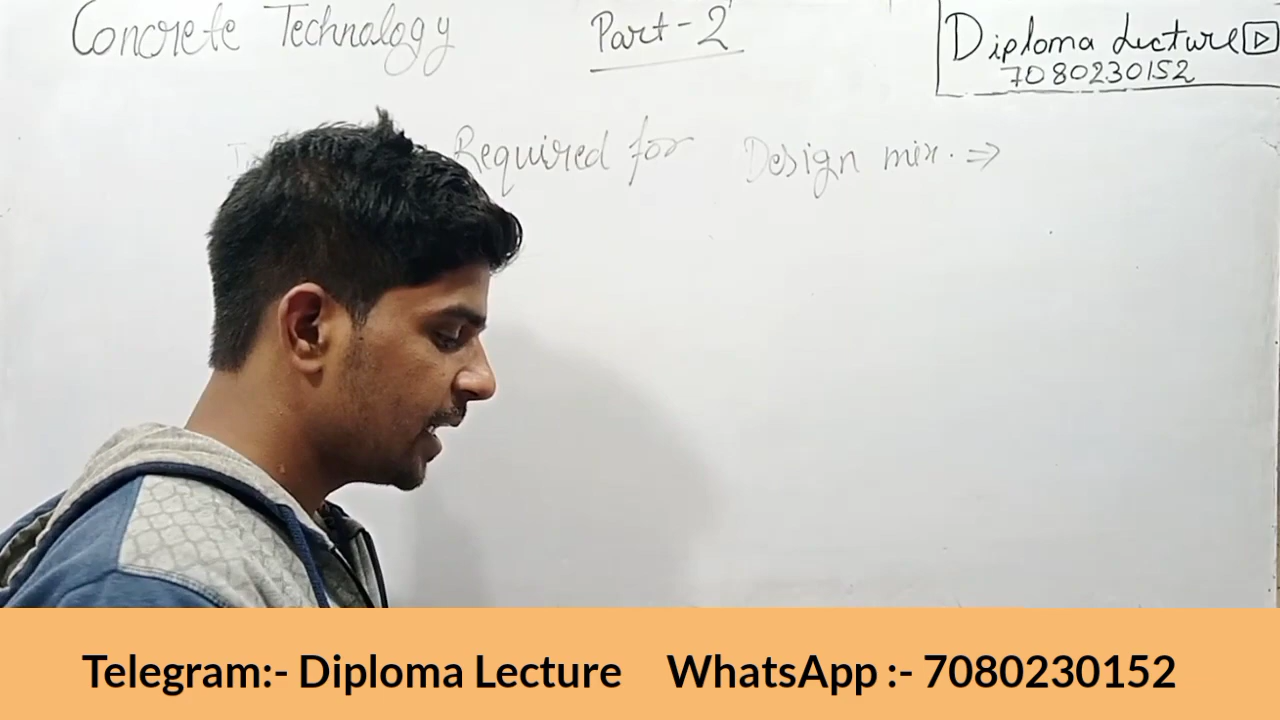 Concrete Technology Part-2
Diploma Lecture
7080230152
Required for Design mix. ⇒
Telegram:- Diploma Lecture WhatsApp :- 7080230152